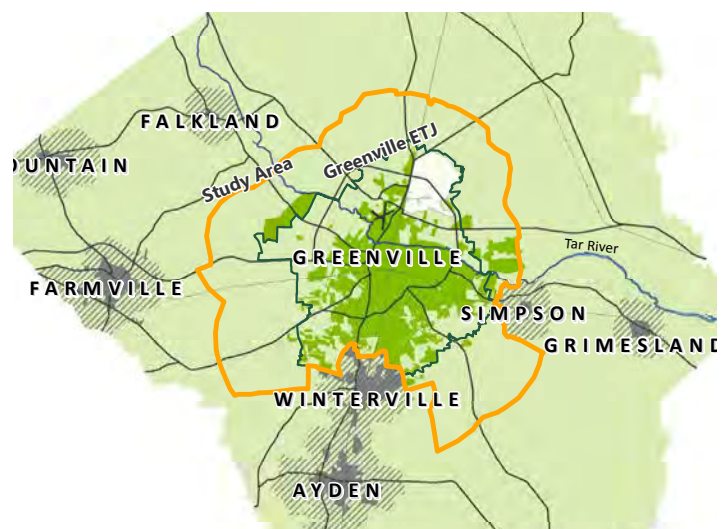 FALKLAND
OUNTAIN
Study Area
Greenville ETJ
Tar River
GREENVILLE
FARMVILLE
SIMPSON
GRIMESLAND
WINTERVILLE
AYDEN